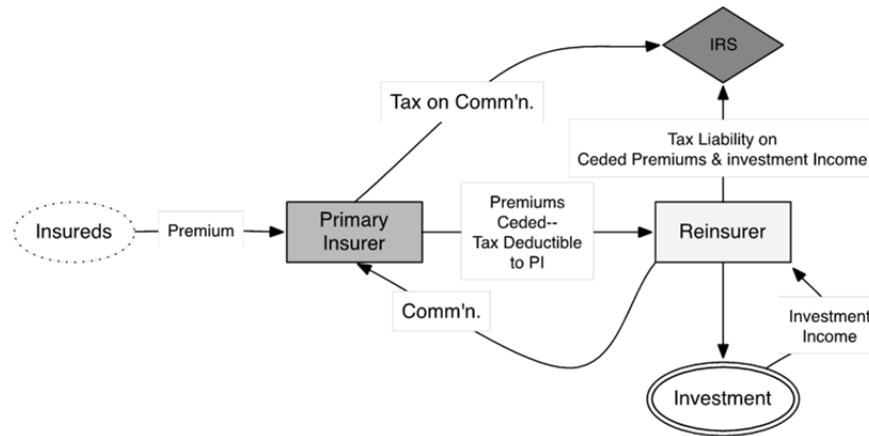 IRS
Tax on Comm'n.
Tax Liability on
Ceded Premiums & investment Income
Insureds
Premium
Primary
Insurer
Premiums
Ceded--
Tax Deductible
to PI
Reinsurer
Comm'n.
Investment
Income
Investment